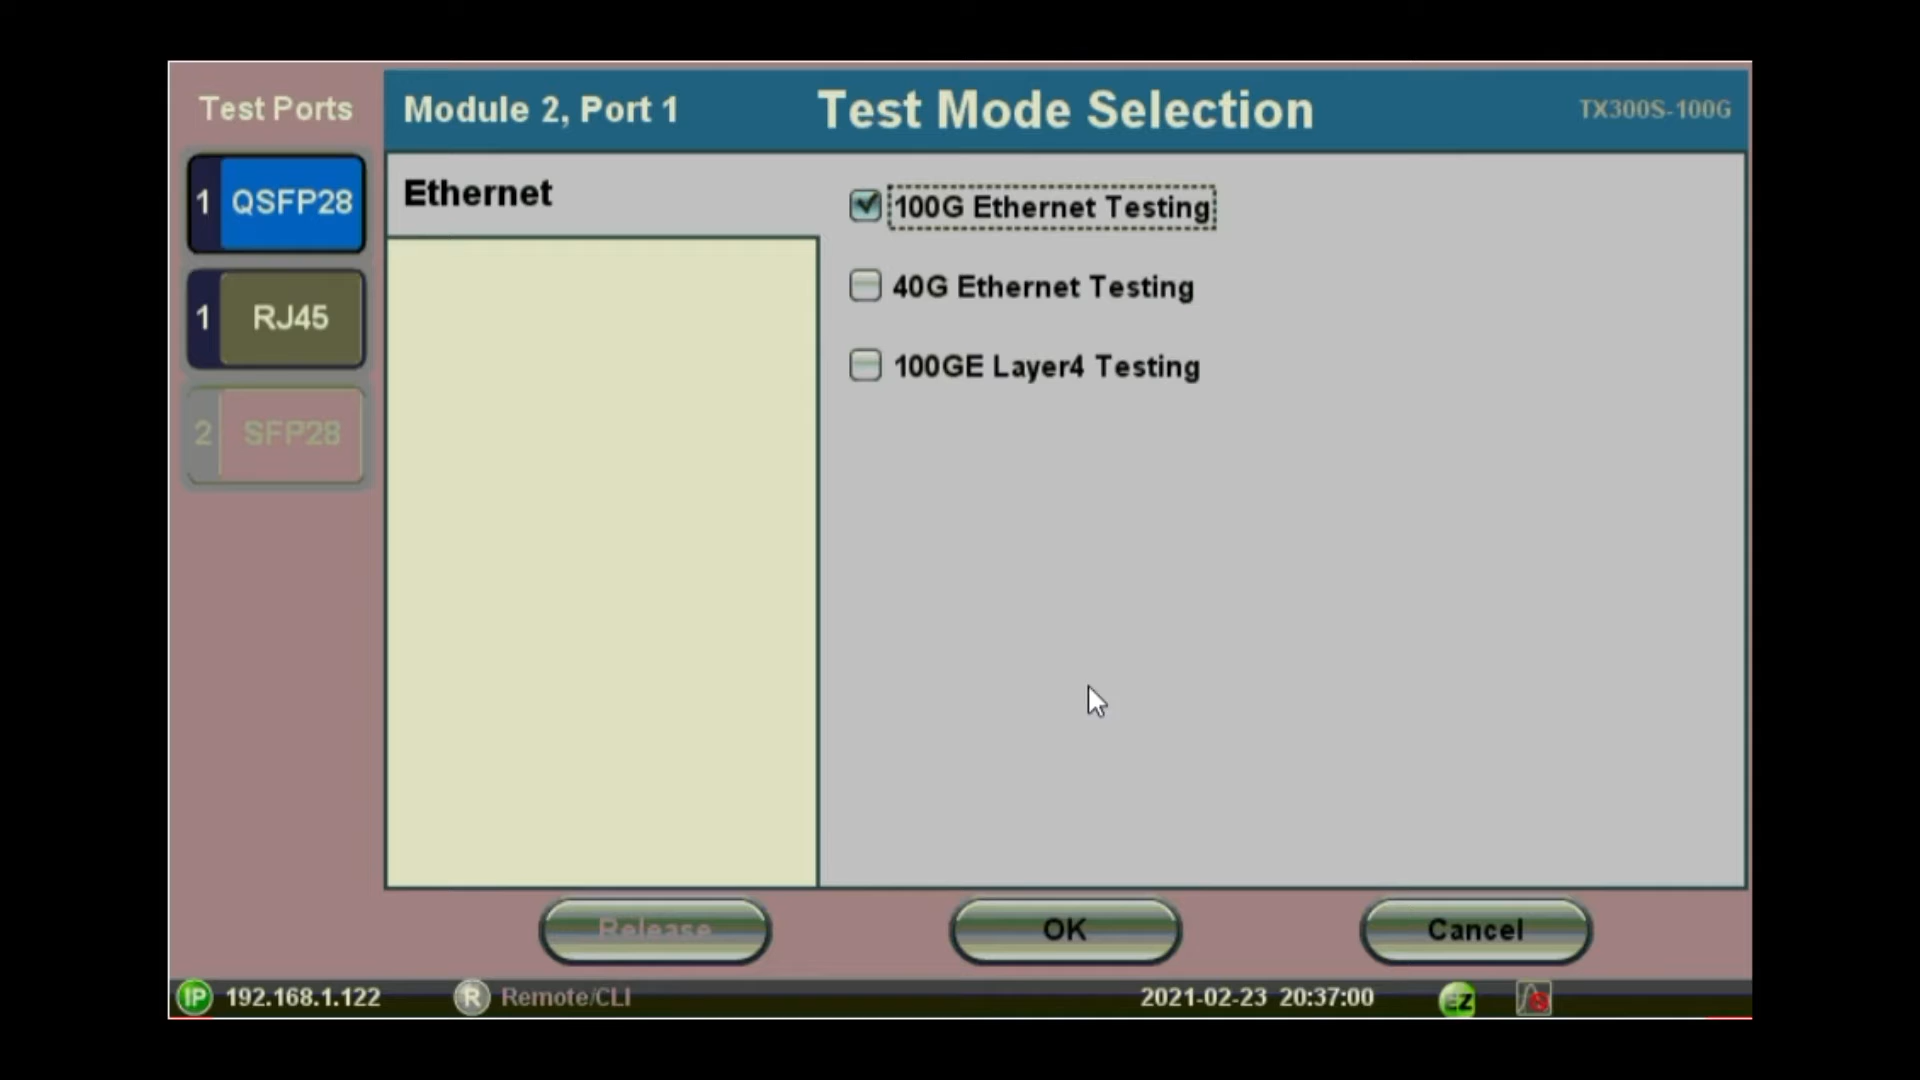 Test Ports
Module 2, Port 1
Test Mode Selection
TX300S-100G
1 QSFP28
1 RJ45
2 SFP28
Ethernet
100G Ethernet Testing
40G Ethernet Testing
100GE Layer4 Testing
Release
OK
Cancel
IP 192.168.1.122
R Remote/CLI
2021-02-23 20:37:00
EZ